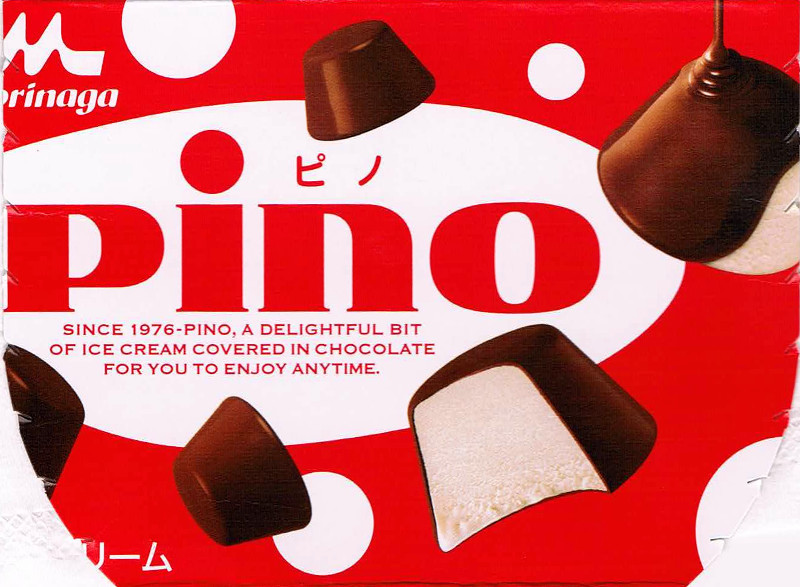 orinaga
ピノ
pino
SINCE 1976-PINO, A DELIGHTFUL BIT
OF ICE CREAM COVERED IN CHOCOLATE
FOR YOU TO ENJOY ANYTIME.
リーム